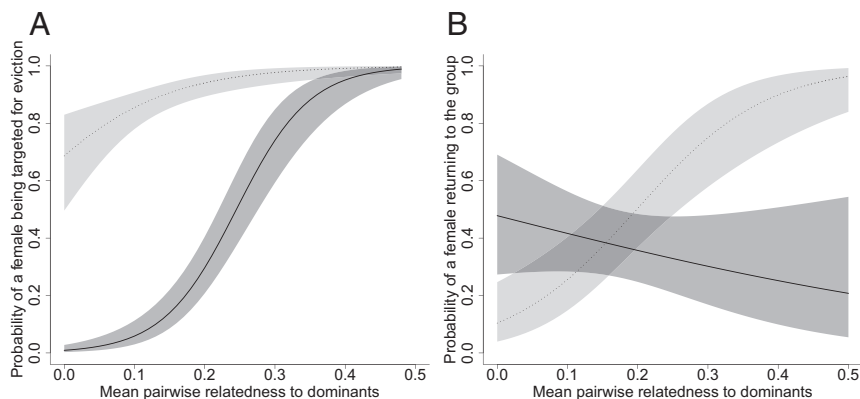 A
Probability of a female being targeted for eviction
1.0
0.8
0.6
0.4
0.2
0.0
0.0 0.1 0.2 0.3 0.4 0.5
Mean pairwise relatedness to dominants
B
Probability of a female returning to the group
1.0
0.8
0.6
0.4
0.2
0.0
0.0 0.1 0.2 0.3 0.4 0.5
Mean pairwise relatedness to dominants